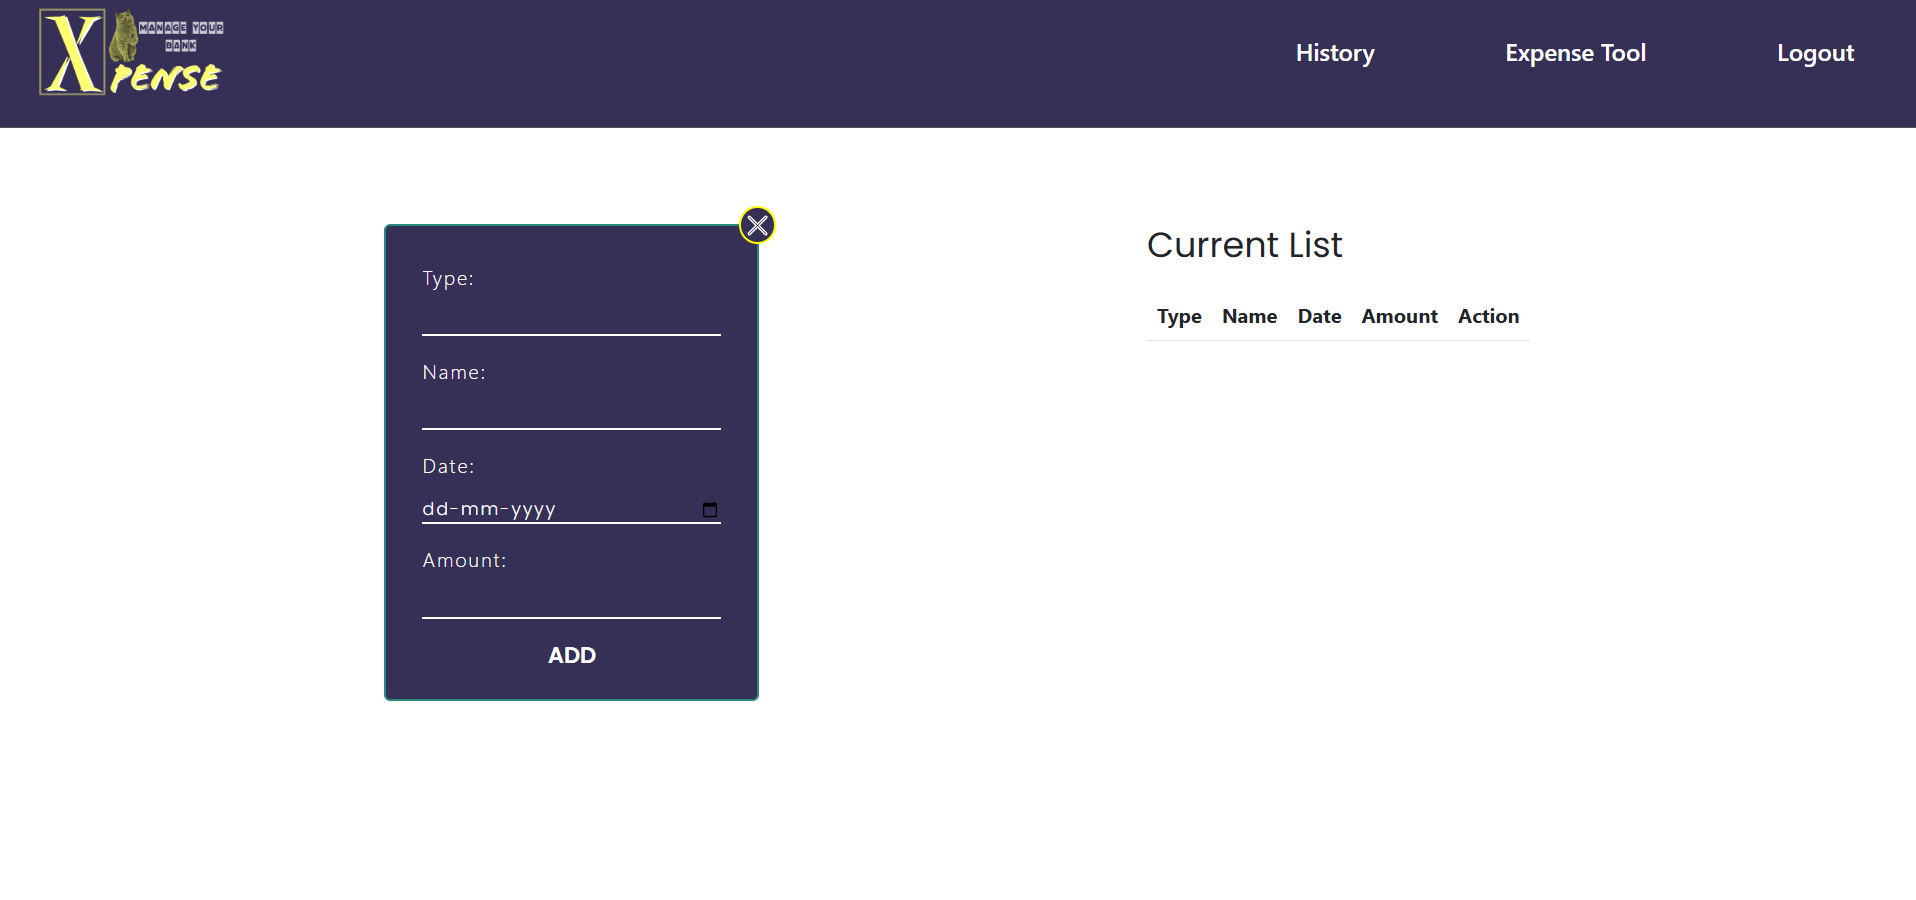 X
MANAGE YOUR
BANK
PENSE
History Expense Tool Logout
Type:
Name:
Date:
dd-mm-yyyy
Amount:
ADD
Current List
Type Name Date Amount Action